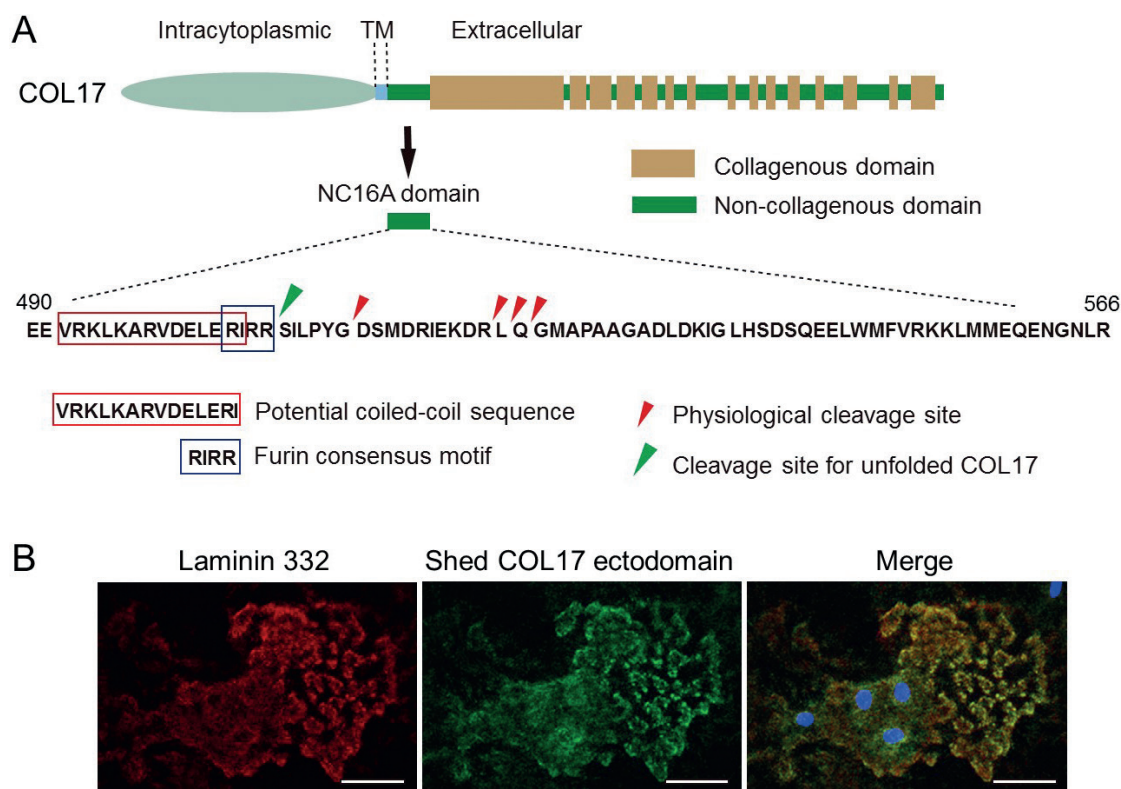 A
Intracytoplasmic TM Extracellular
COL17
NC16A domain
Collagenous domain
Non-collagenous domain
490 566
EE VRKLKARVDELERIRR SILPYG DSMDRIEKDR L Q GMAPAAGADLDKIG LHSDSQEELWMFVRKKLMMEQENGNLR
VRKLKARVDELERI Potential coiled-coil sequence
RIRR Furin consensus motif
Physiological cleavage site
Cleavage site for unfolded COL17
B
Laminin 332 Shed COL17 ectodomain Merge